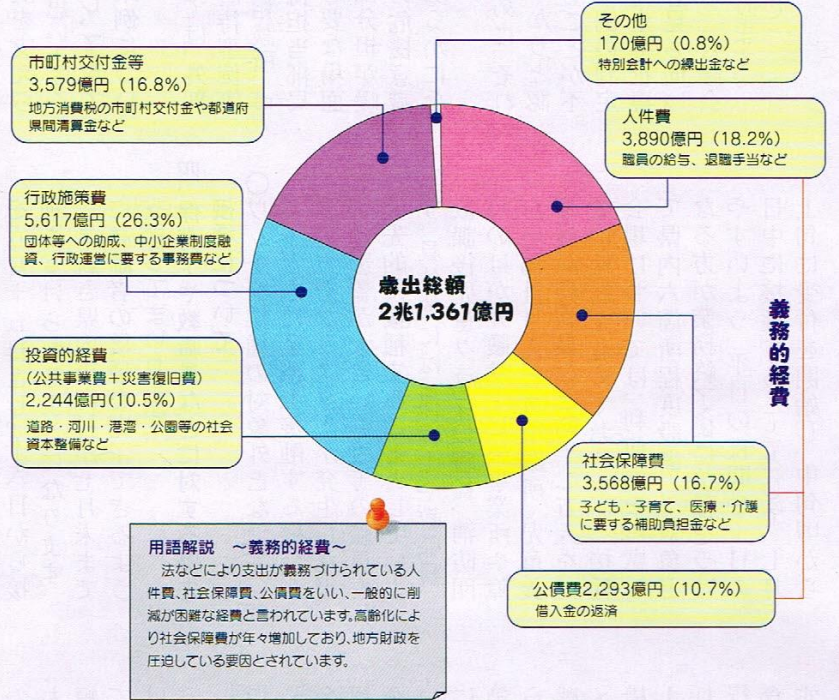 その他
170億円（0.8%）
特別会計への繰出金など
市町村交付金等
3,579億円（16.8%）
地方消費税の市町村交付金や都道府
県間清算金など
人件費
3,890億円（18.2%）
職員の給与、退職手当など
行政施策費
5,617億円（26.3%）
団体等への助成、中小企業制度融
資、行政運営に要する事務費など
歳出総額
2兆1,361億円
義務的経費
投資的経費
（公共事業費＋災害復旧費）
2,244億円(10.5%)
道路・河川・港湾・公園等の社会
資本整備など
社会保障費
3,568億円（16.7%）
子ども・子育て、医療・介護
に要する補助負担金など
公債費2,293億円（10.7%）
借入金の返済
用語解説　～義務的経費～
法などにより支出が義務づけられている人
件費、社会保障費、公債費をいい、一般的に削
減が困難な経費と言われています。高齢化によ
り社会保障費が年々増加しており、地方財政を
圧迫している要因とされています。